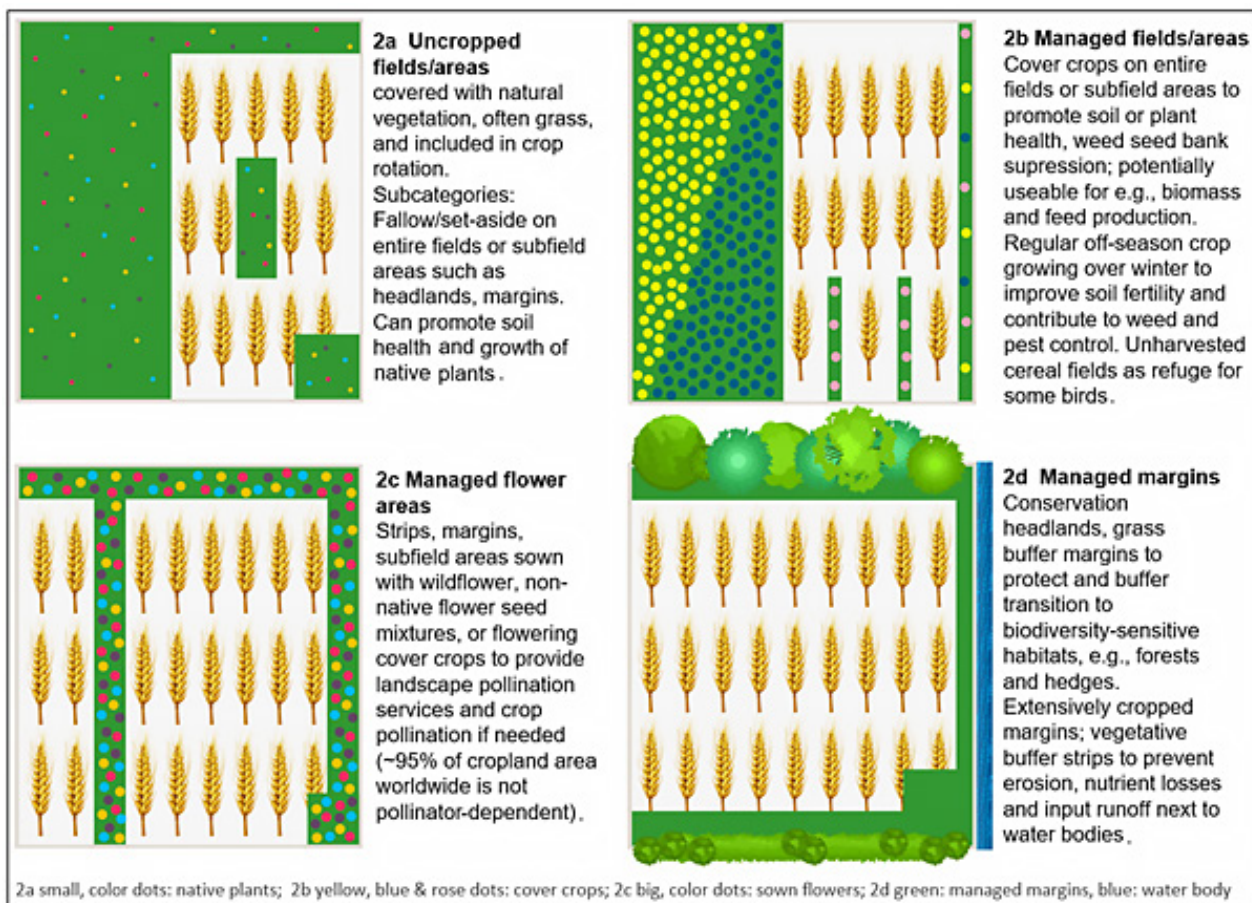 2a Uncropped
fields/areas
covered with natural
vegetation, often grass,
and included in crop
rotation.
Subcategories:
Fallow/set-aside on
entire fields or subfield
areas such as
headlands, margins.
Can promote soil
health and growth of
native plants.
2b Managed fields/areas
Cover crops on entire
fields or subfield areas to
promote soil or plant
health, weed seed bank
supression; potentially
useable for e.g., biomass
and feed production.
Regular off-season crop
growing over winter to
improve soil fertility and
contribute to weed and
pest control. Unharvested
cereal fields as refuge for
some birds.
2c Managed flower
areas
Strips, margins,
subfield areas sown
with wildflower, non-
native flower seed
mixtures, or flowering
cover crops to provide
landscape pollination
services and crop
pollination if needed
(~95% of cropland area
worldwide is not
pollinator-dependent).
2d Managed margins
Conservation
headlands, grass
buffer margins to
protect and buffer
transition to
biodiversity-sensitive
habitats, e.g., forests
and hedges.
Extensively cropped
margins; vegetative
buffer strips to prevent
erosion, nutrient losses
and input runoff next to
water bodies.
2a small, color dots: native plants; 2b yellow, blue & rose dots: cover crops; 2c big, color dots: sown flowers; 2d green: managed margins, blue: water body